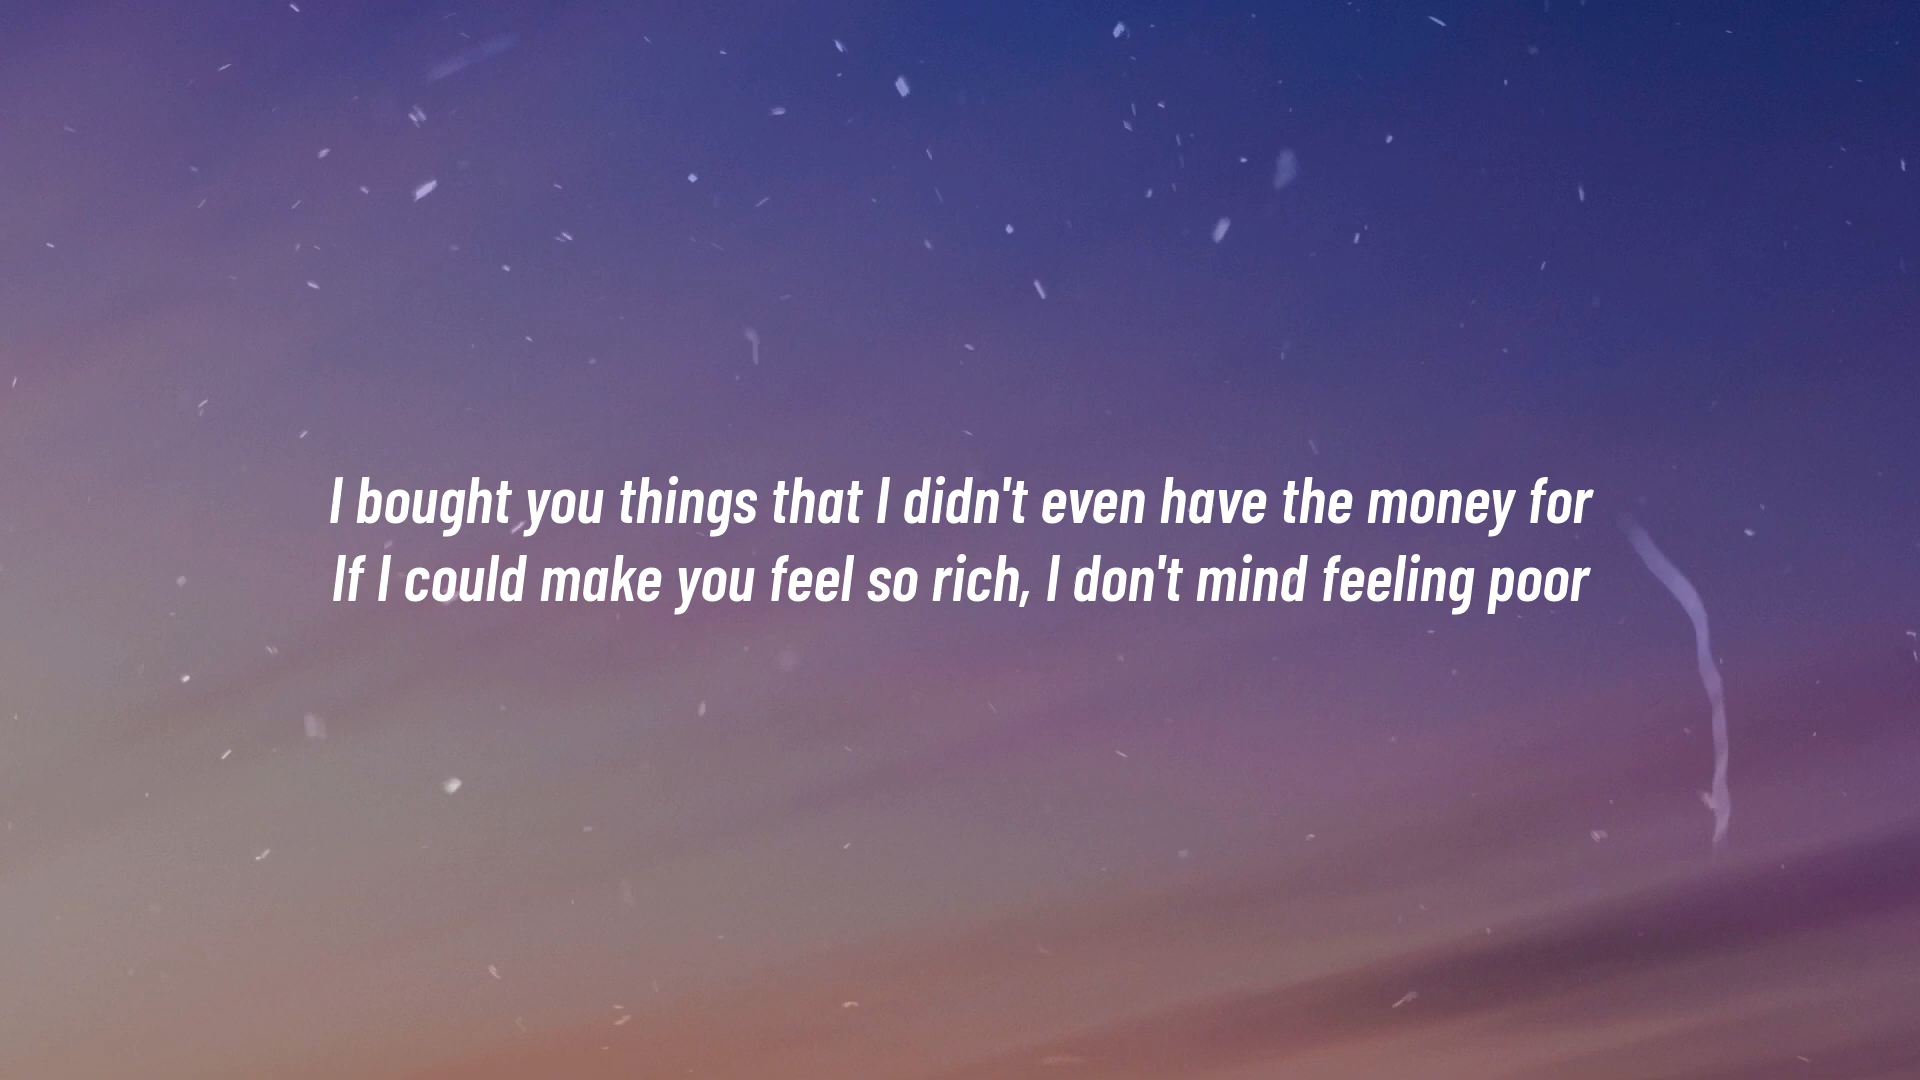 I bought you things that I didn't even have the money for
If I could make you feel so rich, I don't mind feeling poor